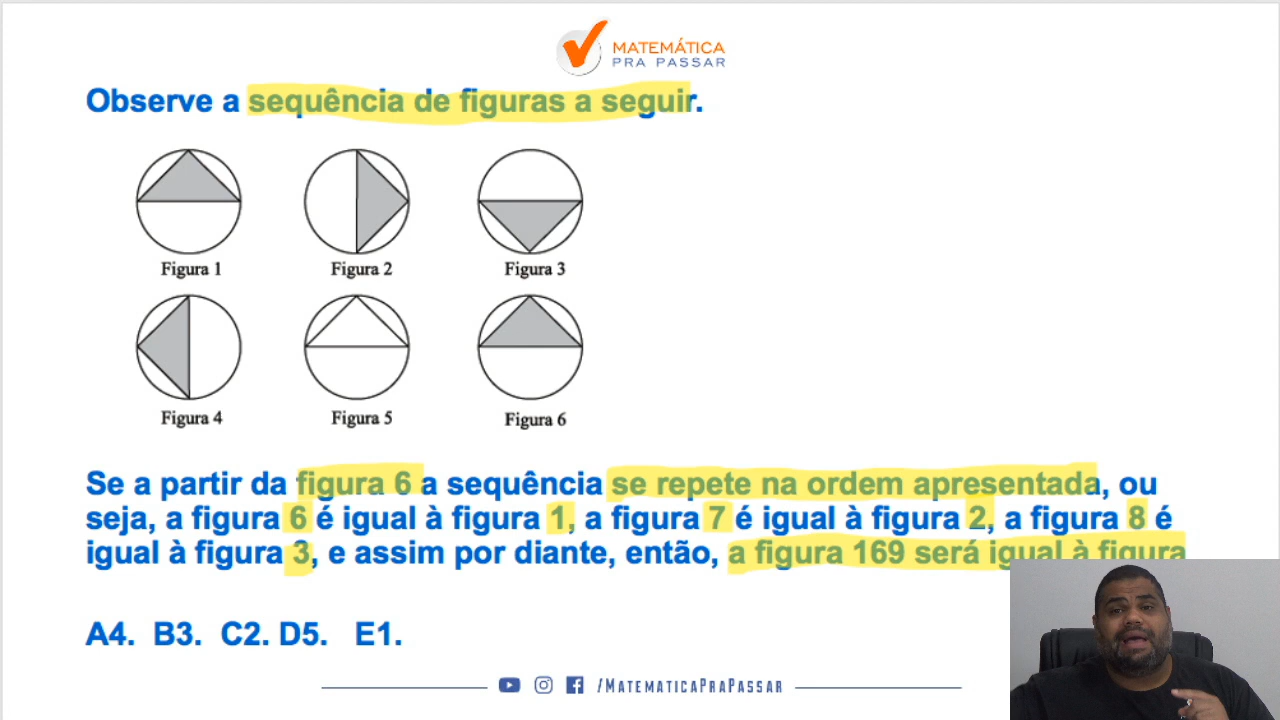 MATEMÁTICA
PRA PASSAR
Observe a sequência de figuras a seguir.
Figura 1
Figura 2
Figura 3
Figura 4
Figura 5
Figura 6
Se a partir da figura 6 a sequência se repete na ordem apresentada, ou
seja, a figura 6 é igual à figura 1, a figura 7 é igual à figura 2, a figura 8 é
igual à figura 3, e assim por diante, então, a figura 169 será igual à figura
A4. B3. C2. D5. E1.
/MATEMATICAPRAPASSAR